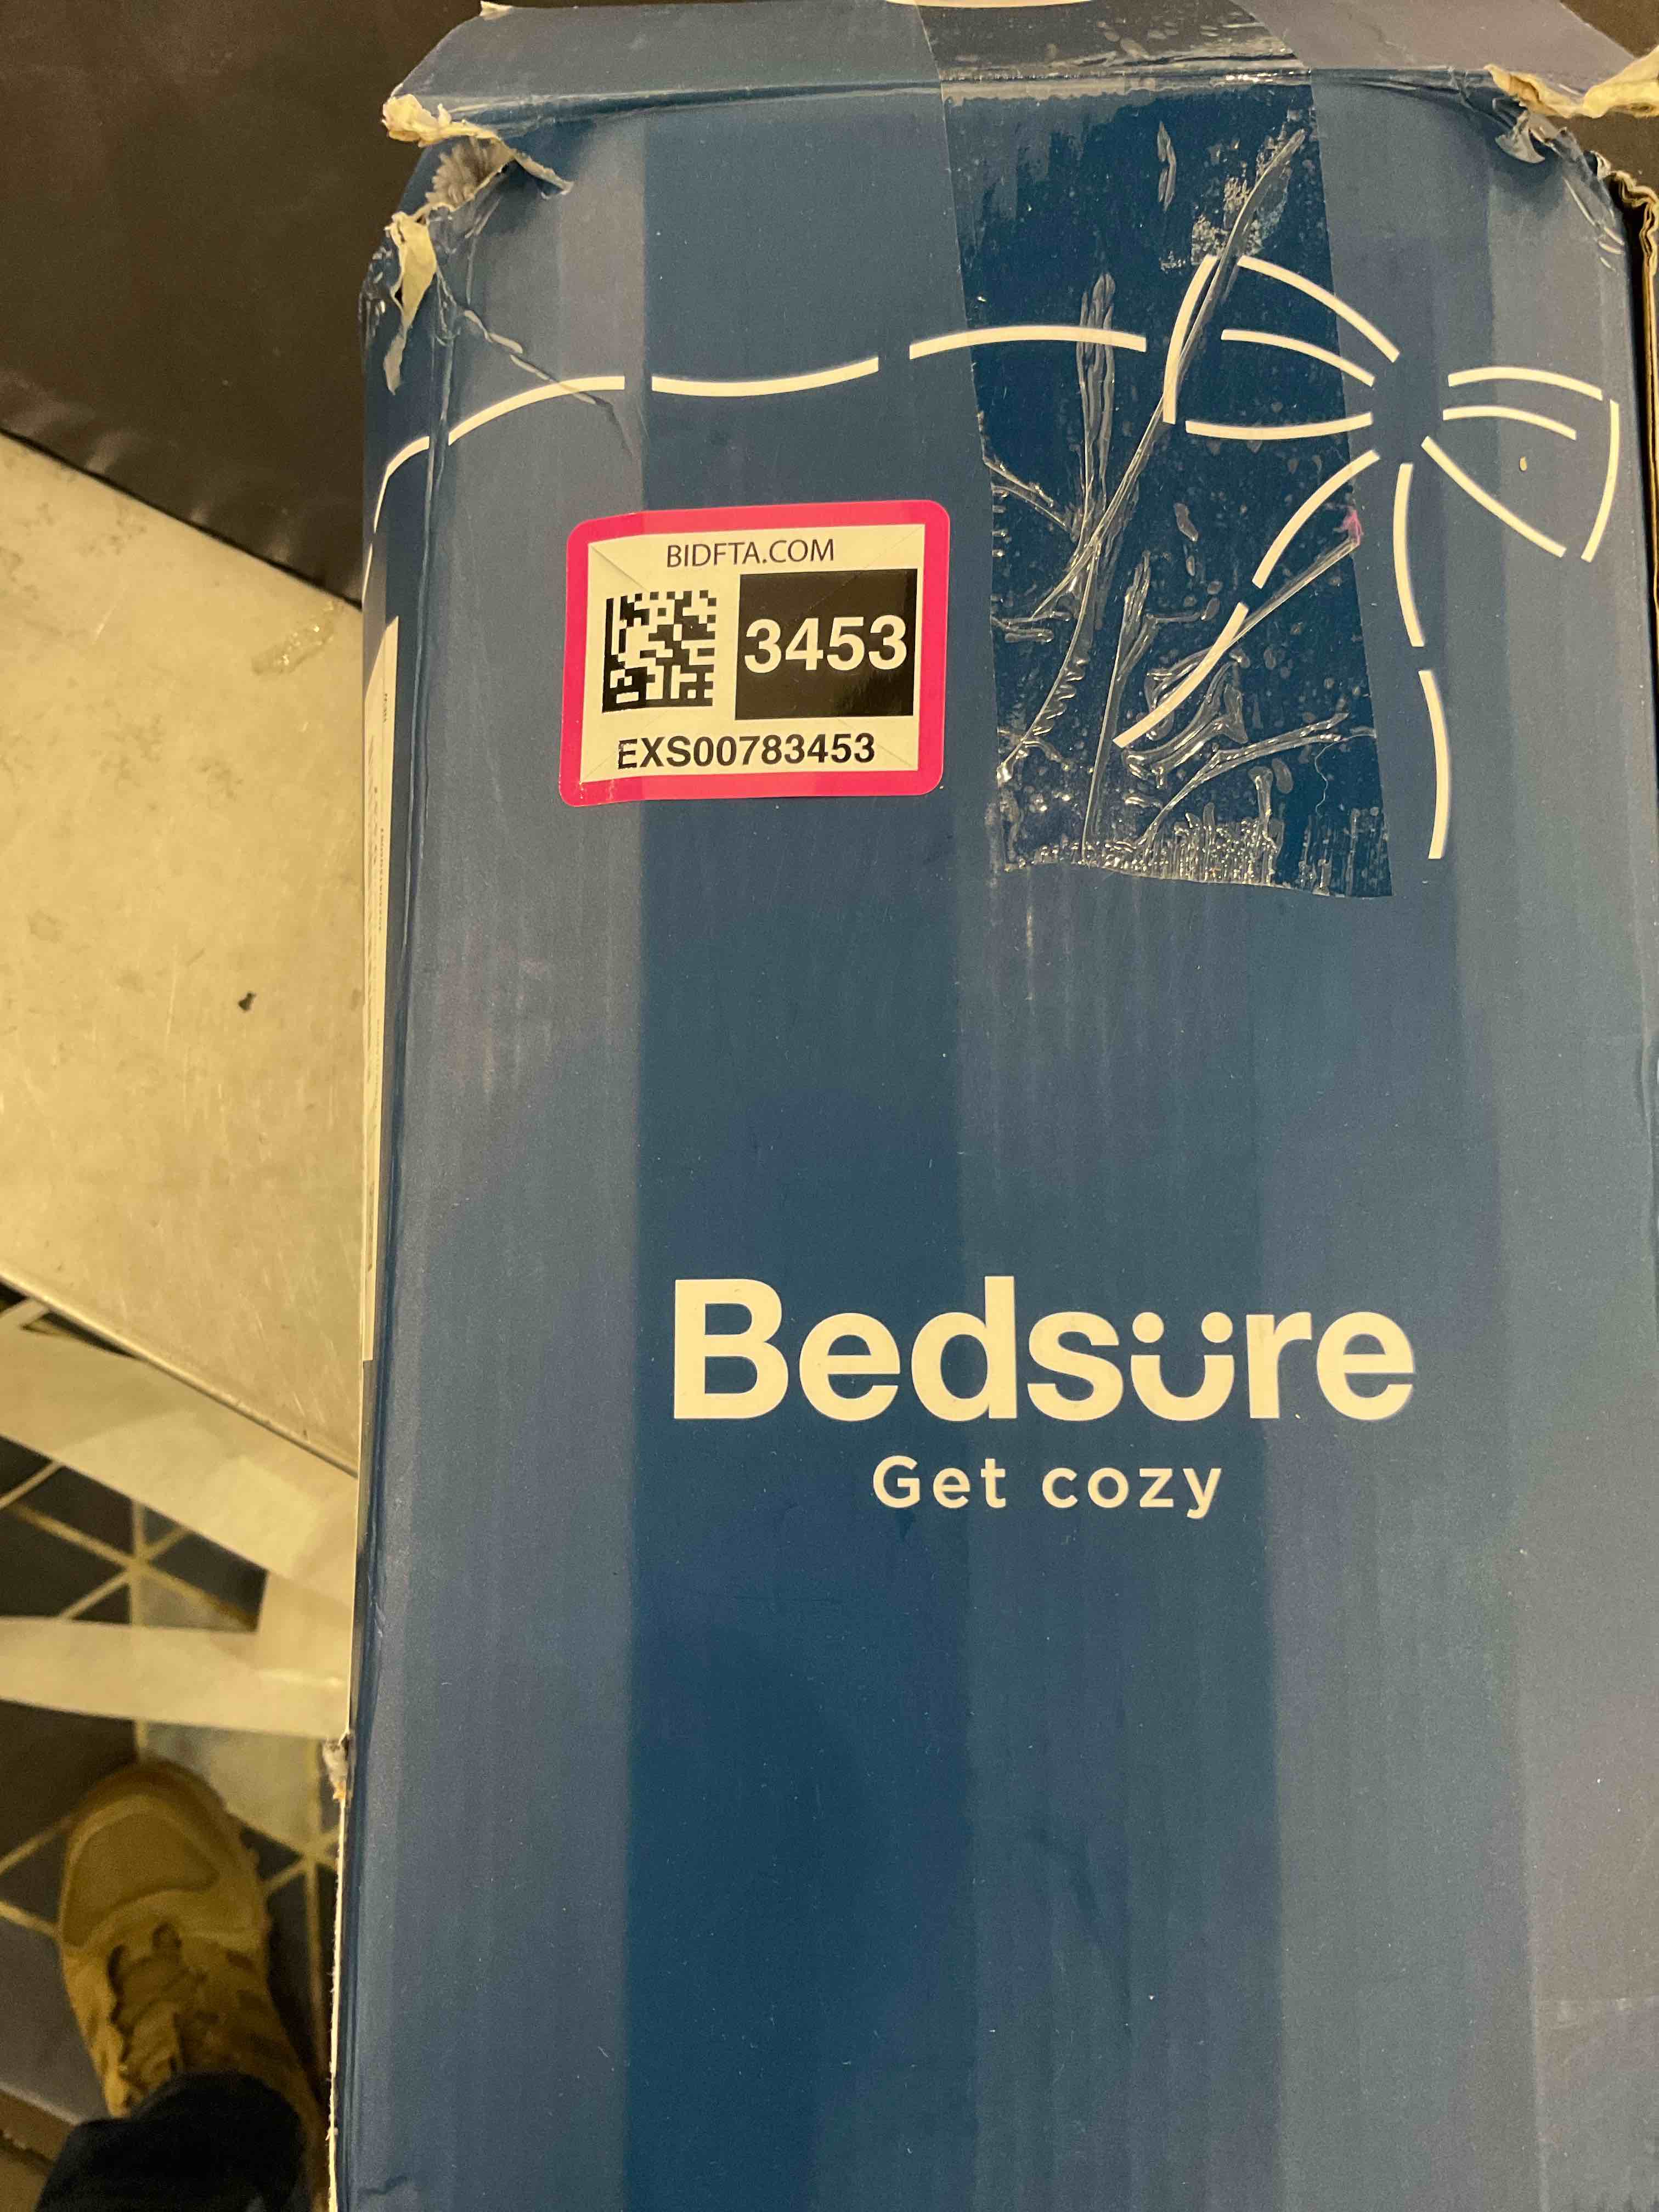 BIDFTA.COM
3453
EXS00783453
Bedsure
Get cozy